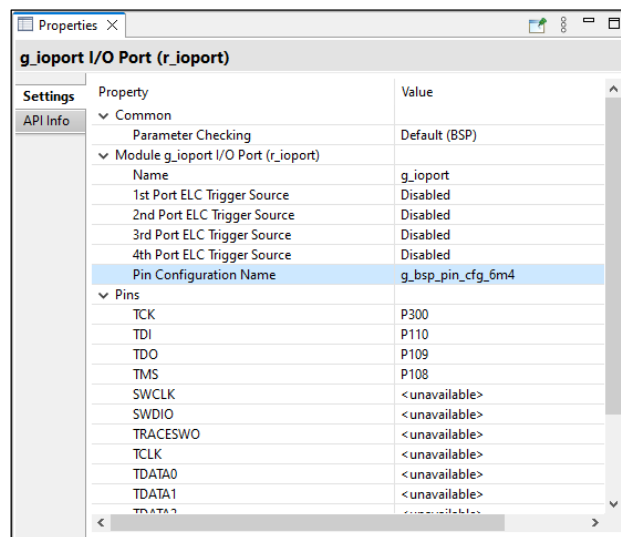 Properties
g_ioport I/O Port (r_ioport)
Settings
API Info
Property Value
Common
Parameter Checking Default (BSP)
Module g_ioport I/O Port (r_ioport)
Name g_ioport
1st Port ELC Trigger Source Disabled
2nd Port ELC Trigger Source Disabled
3rd Port ELC Trigger Source Disabled
4th Port ELC Trigger Source Disabled
Pin Configuration Name g_bsp_pin_cfg_6m4
Pins
TCK P300
TDI P110
TDO P109
TMS P108
SWCLK <unavailable>
SWDIO <unavailable>
TRACESWO <unavailable>
TCLK <unavailable>
TDATA0 <unavailable>
TDATA1 <unavailable>